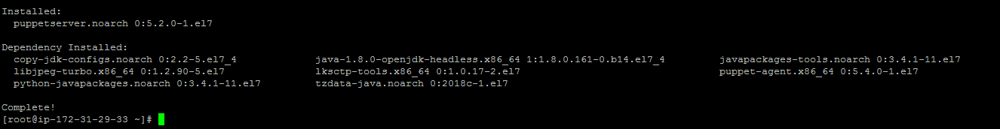 Installed:
  puppetserver.noarch 0:5.2.0-1.el7

Dependency Installed:
  copy-jdk-configs.noarch 0:2.2-5.el7_4             java-1.8.0-openjdk-headless.x86_64 1:1.8.0.161-0.b14.el7_4         javapackages-tools.noarch 0:3.4.1-11.el7
  libjpeg-turbo.x86_64 0:1.2.90-5.el7               lksctp-tools.x86_64 0:1.0.17-2.el7                                 puppet-agent.x86_64 0:5.4.0-1.el7
  python-javapackages.noarch 0:3.4.1-11.el7         tzdata-java.noarch 0:2018c-1.el7

Complete!
[root@ip-172-31-29-33 ~]#